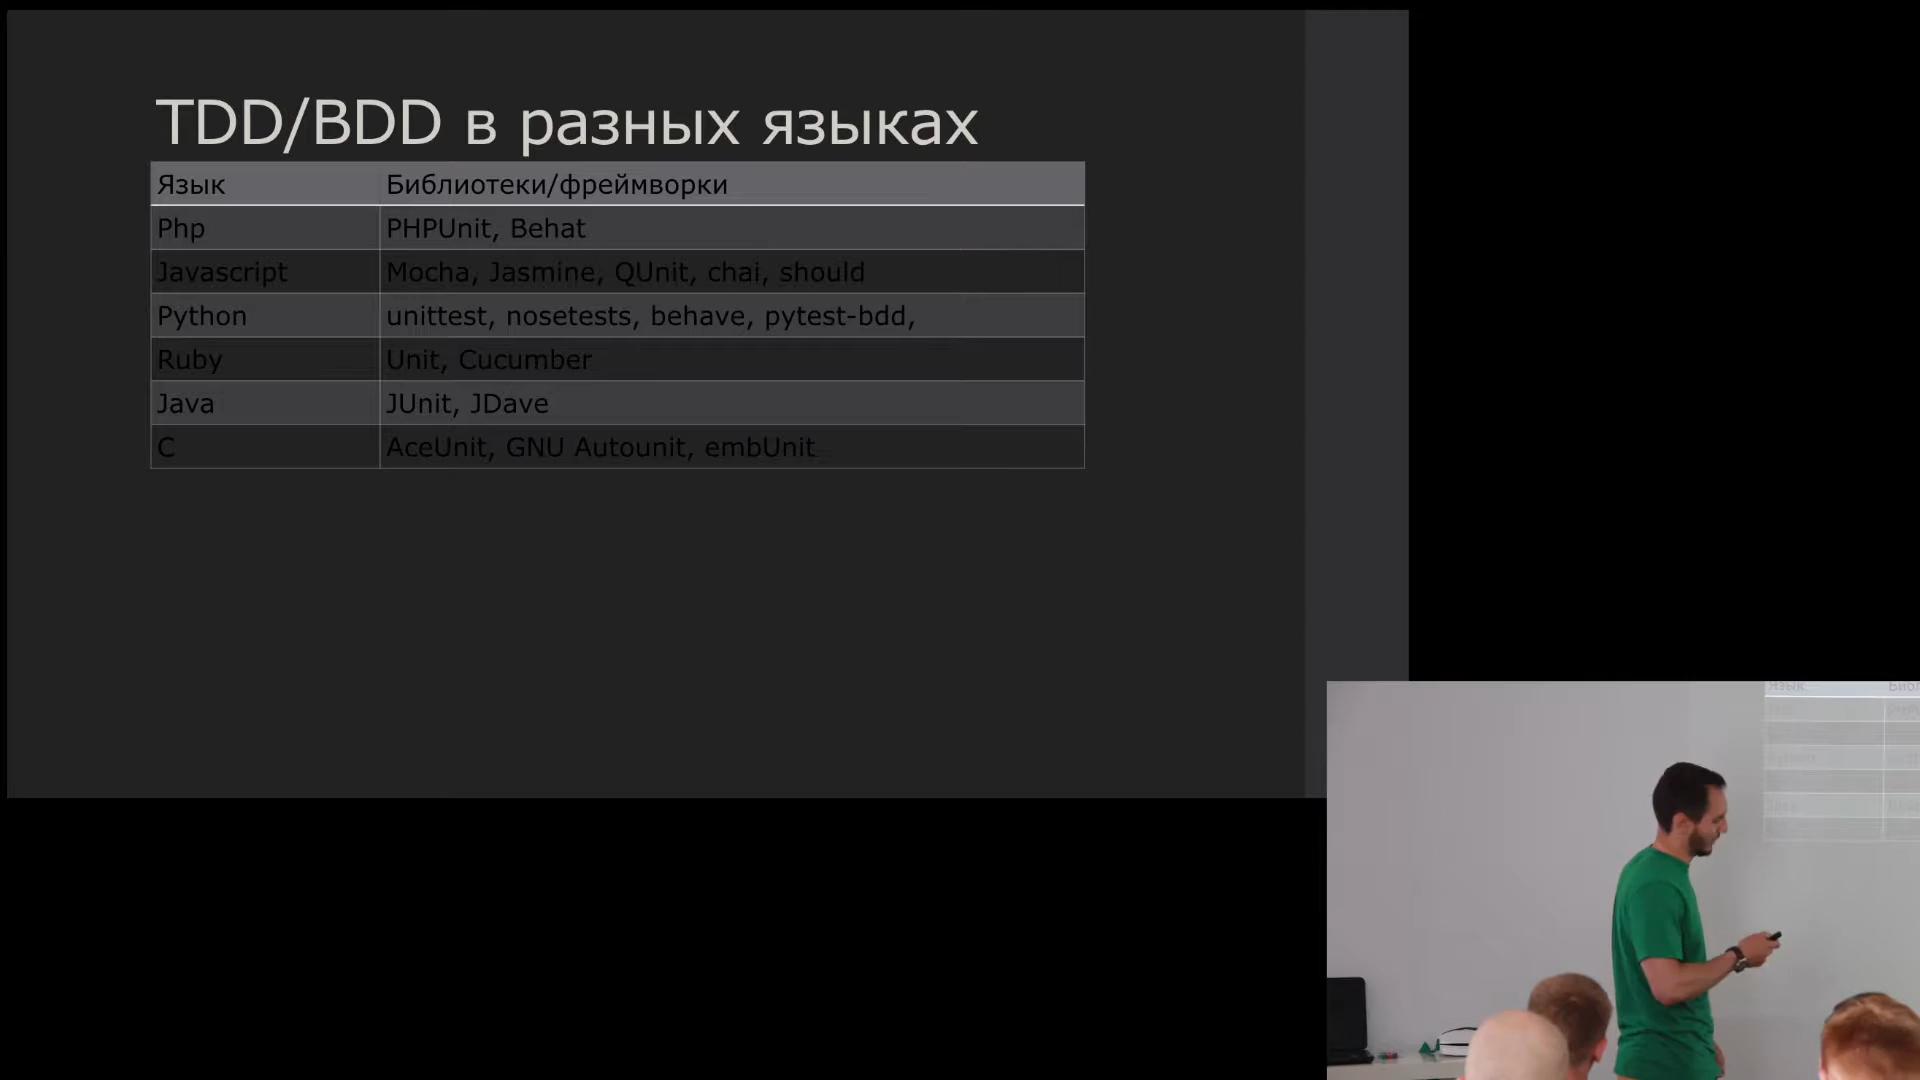 TDD/BDD в разных языках
Язык Библиотеки/фреймворки
Php PHPUnit, Behat
Javascript Mocha, Jasmine, QUnit, chai, should
Python unittest, nosetests, behave, pytest-bdd,
Ruby Unit, Cucumber
Java JUnit, JDave
C AceUnit, GNU Autounit, embUnit
Язык